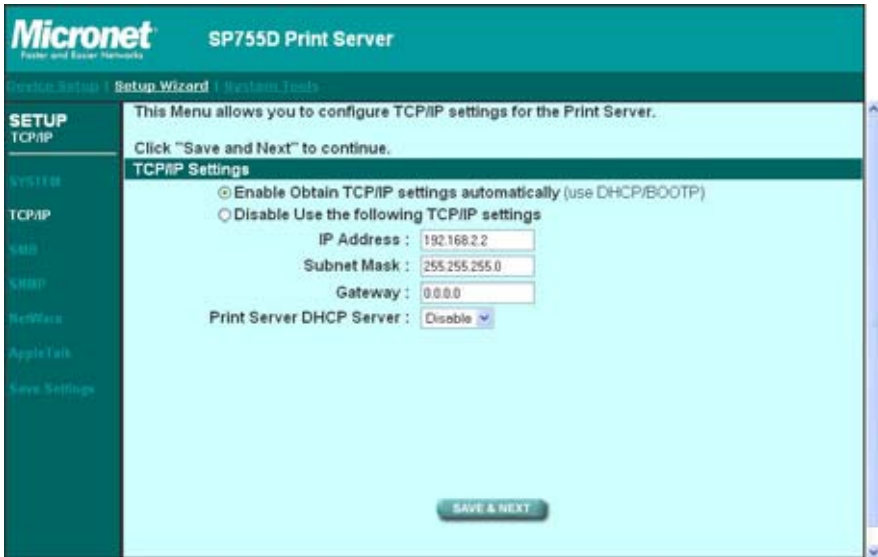 Micronet
Faster and Easier Networks
SP755D Print Server
Device Setup | Setup Wizard | System Tools
SETUP
TCP/IP
SYSTEM
TCP/IP
SMB
SNMP
NetWare
AppleTalk
Save Settings
This Menu allows you to configure TCP/IP settings for the Print Server.
Click "Save and Next" to continue.
TCP/IP Settings
Enable Obtain TCP/IP settings automatically (use DHCP/BOOTP)
Disable Use the following TCP/IP settings
IP Address : 192.168.2.2
Subnet Mask : 255.255.255.0
Gateway : 0.0.0.0
Print Server DHCP Server : Disable
SAVE & NEXT